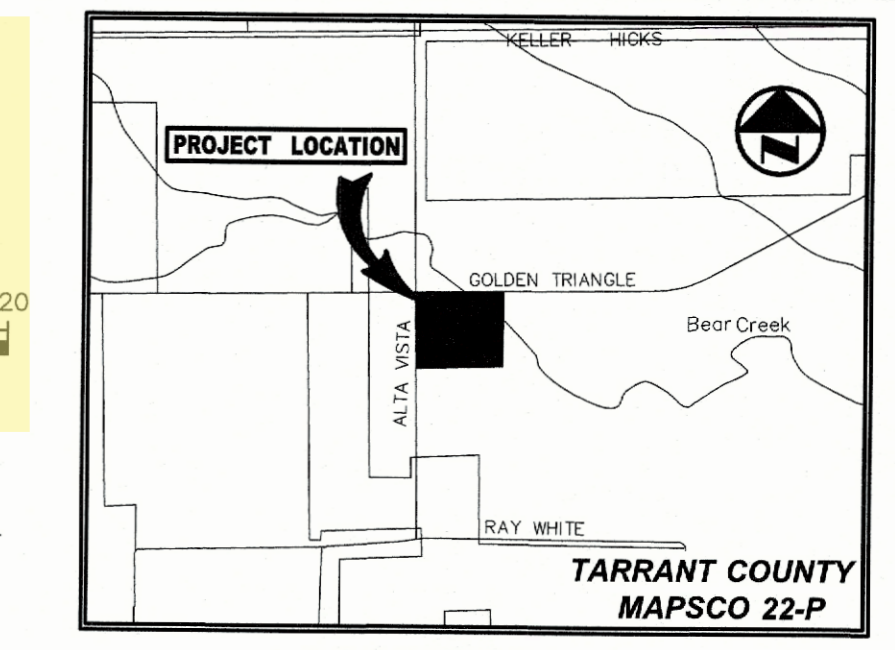 KELLER HICKS
PROJECT LOCATION
N
GOLDEN TRIANGLE
20
Bear Creek
ALTA VISTA
RAY WHITE
TARRANT COUNTY
MAPSCO 22-P